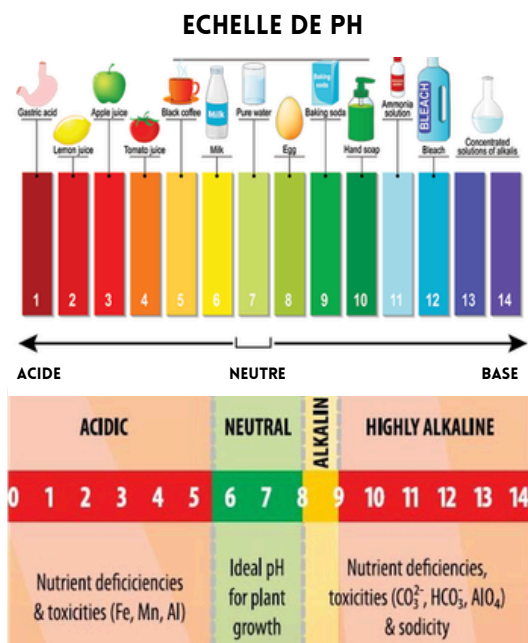 ECHELLE DE PH
Gastric acid
Apple juice
Black coffee
Pure water
Baking soda
Baking
soda
Ammonia
solution
Lemon juice
Tomato juice
Milk
Milk
Egg
Hand soap
BLEACH
Bleach
Concentrated
solutions of alkalis
1 2 3 4 5 6 7 8 9 10 11 12 13 14
ACIDE NEUTRE BASE
ACIDIC NEUTRAL ALKALIN HIGHLY ALKALINE
0 1 2 3 4 5 6 7 8 9 10 11 12 13 14
Nutrient deficiciencies
& toxicities (Fe, Mn, Al)
Ideal pH
for plant
growth
Nutrient deficiencies,
toxicities (CO₃²⁻, HCO₃⁻, AlO₄⁻)
& sodicity